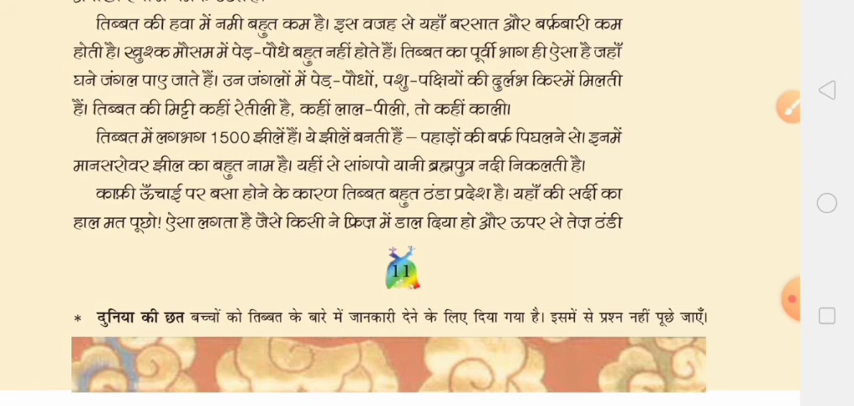 तिब्बत की हवा में नमी बहुत कम है। इस वजह से यहाँ बरसात और बर्फ़बारी कम
होती है। खुश्क मौसम में पेड़-पौधे बहुत नहीं होते हैं। तिब्बत का पूर्वी भाग ही ऐसा है जहाँ
घने जंगल पाए जाते हैं। उन जंगलों में पेड़-पौधों, पशु-पक्षियों की दुर्लभ किस्में मिलती
हैं। तिब्बत की मिट्टी कहीं रेतीली है, कहीं लाल-पीली, तो कहीं काली।
तिब्बत में लगभग 1500 झीलें हैं। ये झीलें बनती हैं – पहाड़ों की बर्फ़ पिघलने से। इनमें
मानसरोवर झील का बहुत नाम है। यहीं से सांगपो यानी ब्रह्मपुत्र नदी निकलती है।
काफ़ी ऊँचाई पर बसा होने के कारण तिब्बत बहुत ठंडा प्रदेश है। यहाँ की सर्दी का
हाल मत पूछो! ऐसा लगता है जैसे किसी ने फ़्रिज़ में डाल दिया हो और ऊपर से तेज़ ठंडी
11
* दुनिया की छत बच्चों को तिब्बत के बारे में जानकारी देने के लिए दिया गया है। इसमें से प्रश्न नहीं पूछे जाएँ।